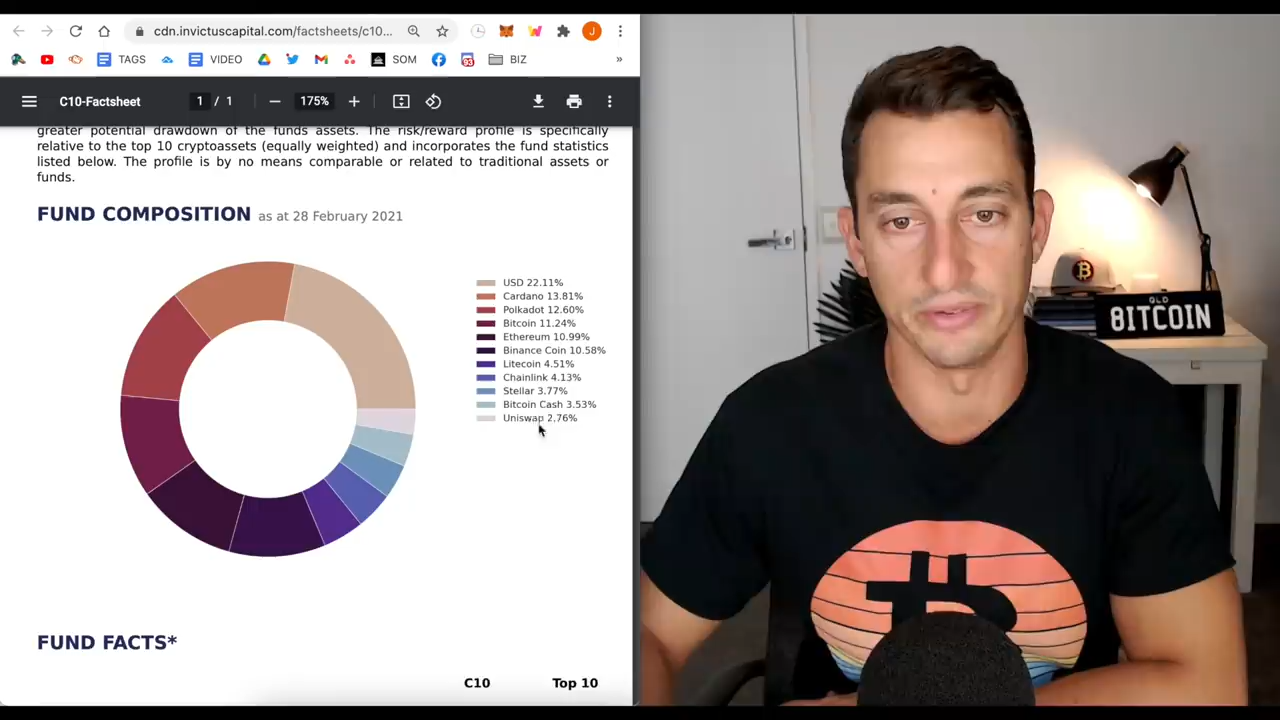 cdn.invictuscapital.com/factsheets/c10...
J
TAGS
VIDEO
SOM
93
BIZ
»
C10-Factsheet
1 / 1
175%
greater potential drawdown of the funds assets. The risk/reward profile is specifically
relative to the top 10 cryptoassets (equally weighted) and incorporates the fund statistics
listed below. The profile is by no means comparable or related to traditional assets or
funds.
FUND COMPOSITION as at 28 February 2021
USD 22.11%
Cardano 13.81%
Polkadot 12.60%
Bitcoin 11.24%
Ethereum 10.99%
Binance Coin 10.58%
Litecoin 4.51%
Chainlink 4.13%
Stellar 3.77%
Bitcoin Cash 3.53%
Uniswap 2.76%
FUND FACTS*
C10 Top 10
QLD
8ITCOIN